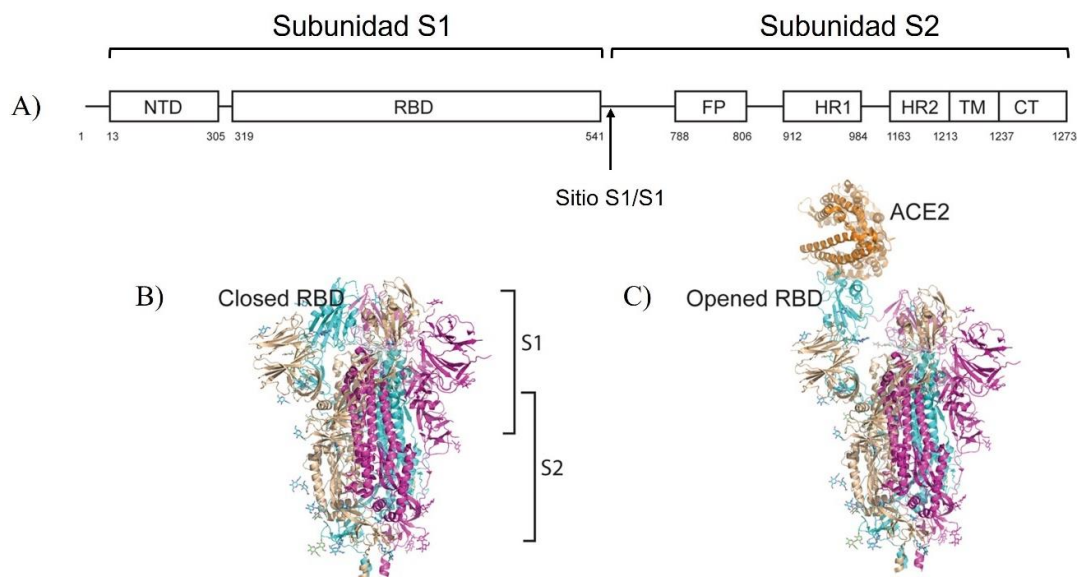 Subunidad S1 Subunidad S2
A) NTD RBD FP HR1 HR2 TM CT
1 13 305 319 541 788 806 912 984 1163 1213 1237 1273
Sitio S1/S1
ACE2
B) Closed RBD C) Opened RBD
S1
S2